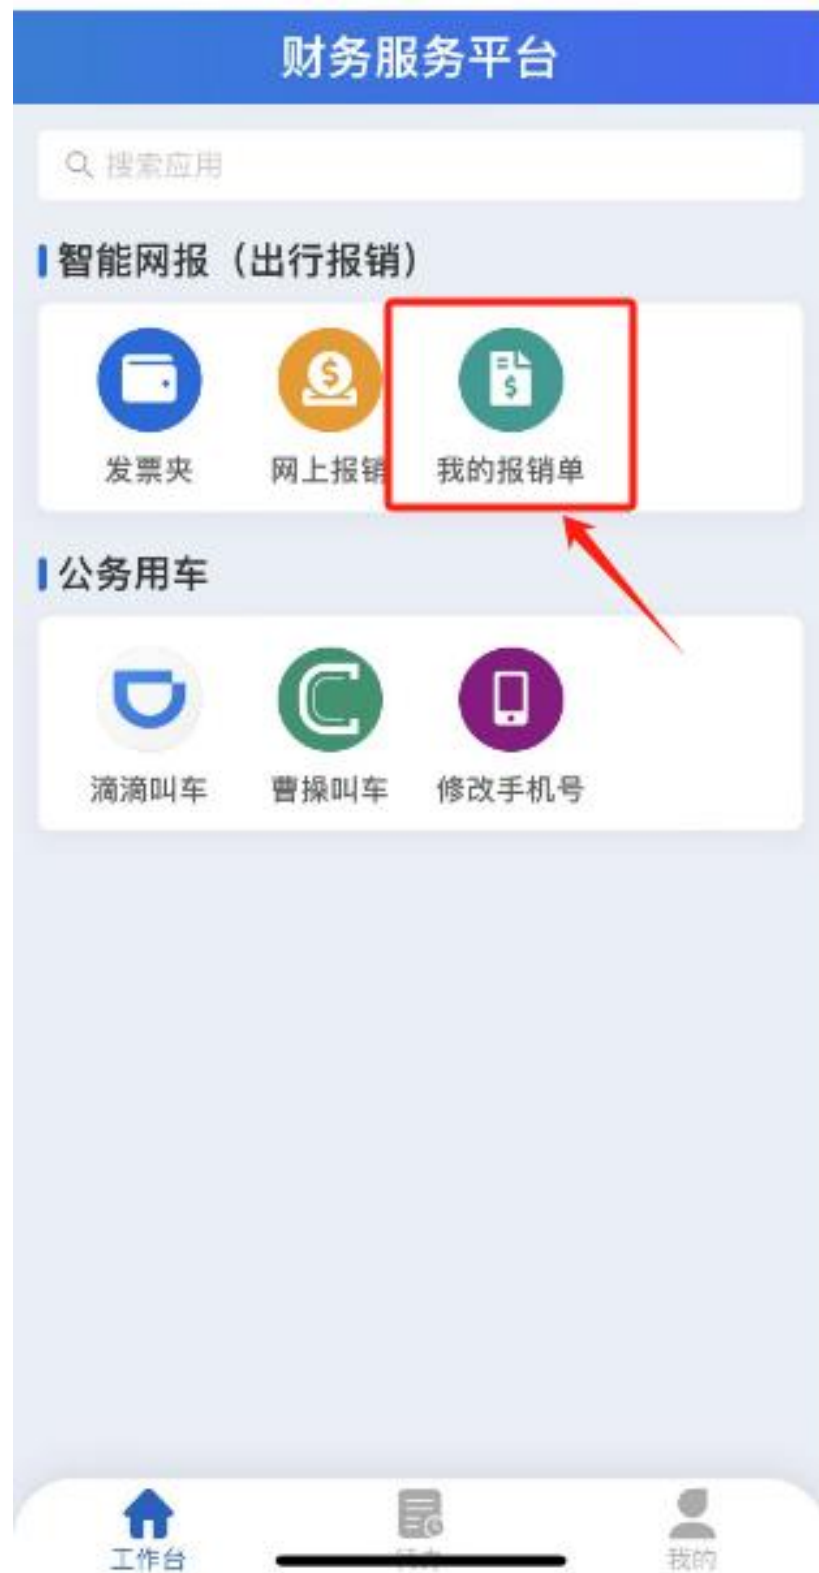 财务服务平台
搜索应用
智能网报（出行报销）
发票夹 网上报销 我的报销单
公务用车
滴滴叫车 曹操叫车 修改手机号
工作台 我的